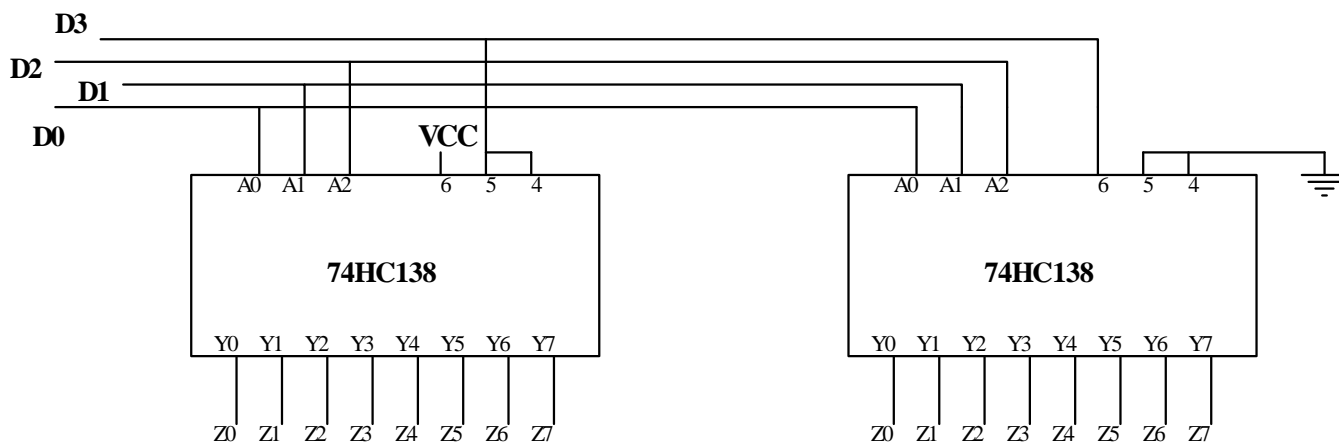 D3
D2
D1
D0
VCC
A0 A1 A2 6 5 4
A0 A1 A2 6 5 4
74HC138
74HC138
Y0 Y1 Y2 Y3 Y4 Y5 Y6 Y7
Y0 Y1 Y2 Y3 Y4 Y5 Y6 Y7
Z0 Z1 Z2 Z3 Z4 Z5 Z6 Z7
Z0 Z1 Z2 Z3 Z4 Z5 Z6 Z7